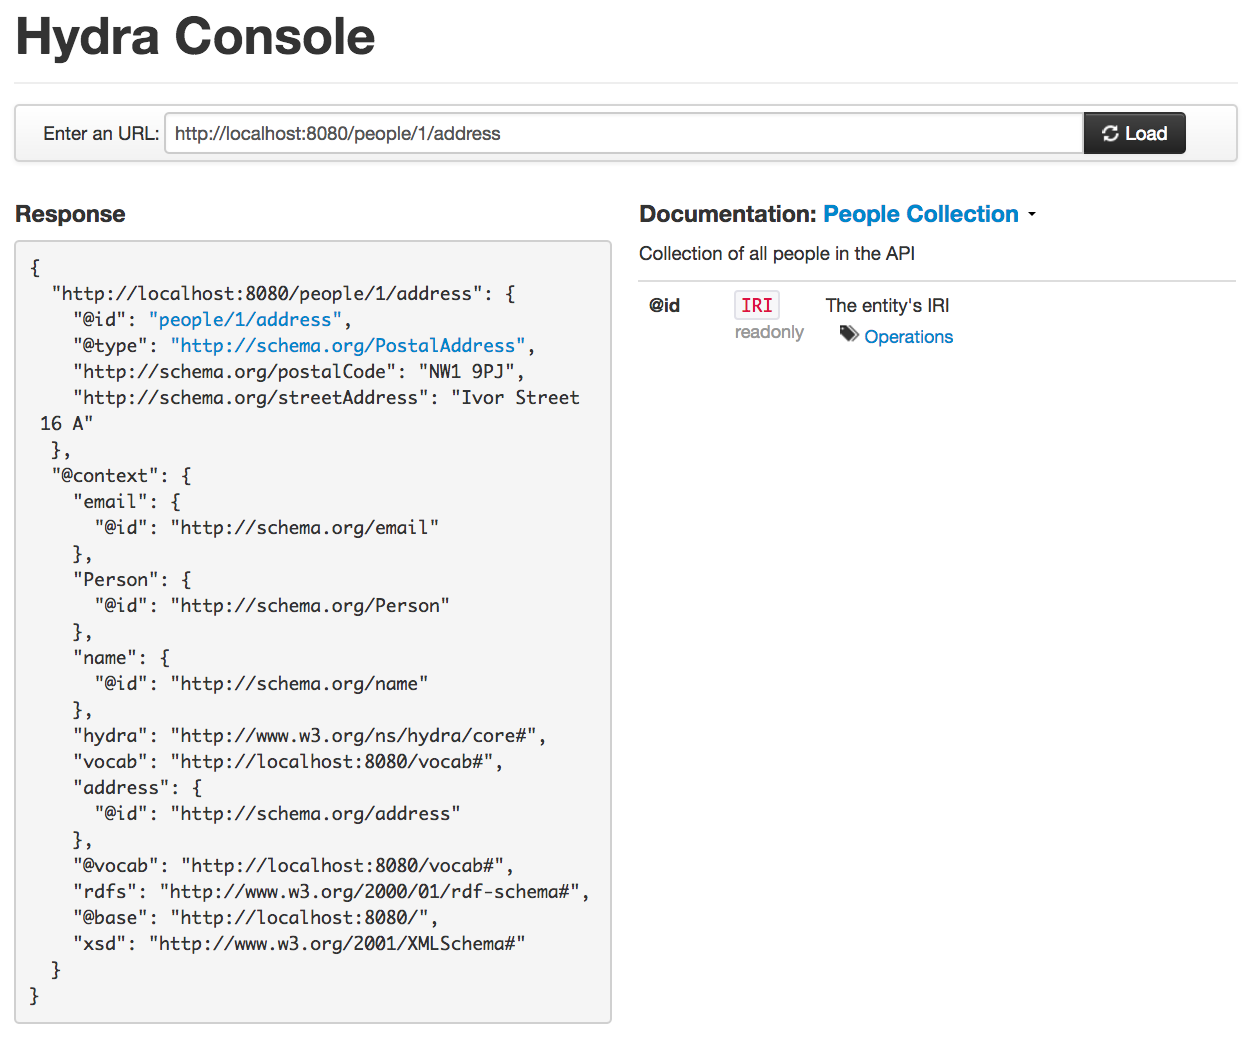 Hydra Console
Enter an URL: http://localhost:8080/people/1/address Load
Response
{
  "http://localhost:8080/people/1/address": {
    "@id": "people/1/address",
    "@type": "http://schema.org/PostalAddress",
    "http://schema.org/postalCode": "NW1 9PJ",
    "http://schema.org/streetAddress": "Ivor Street
 16 A"
  },
  "@context": {
    "email": {
      "@id": "http://schema.org/email"
    },
    "Person": {
      "@id": "http://schema.org/Person"
    },
    "name": {
      "@id": "http://schema.org/name"
    },
    "hydra": "http://www.w3.org/ns/hydra/core#",
    "vocab": "http://localhost:8080/vocab#",
    "address": {
      "@id": "http://schema.org/address"
    },
    "@vocab": "http://localhost:8080/vocab#",
    "rdfs": "http://www.w3.org/2000/01/rdf-schema#",
    "@base": "http://localhost:8080/",
    "xsd": "http://www.w3.org/2001/XMLSchema#"
  }
}
Documentation: People Collection
Collection of all people in the API
@id IRI The entity's IRI
readonly Operations